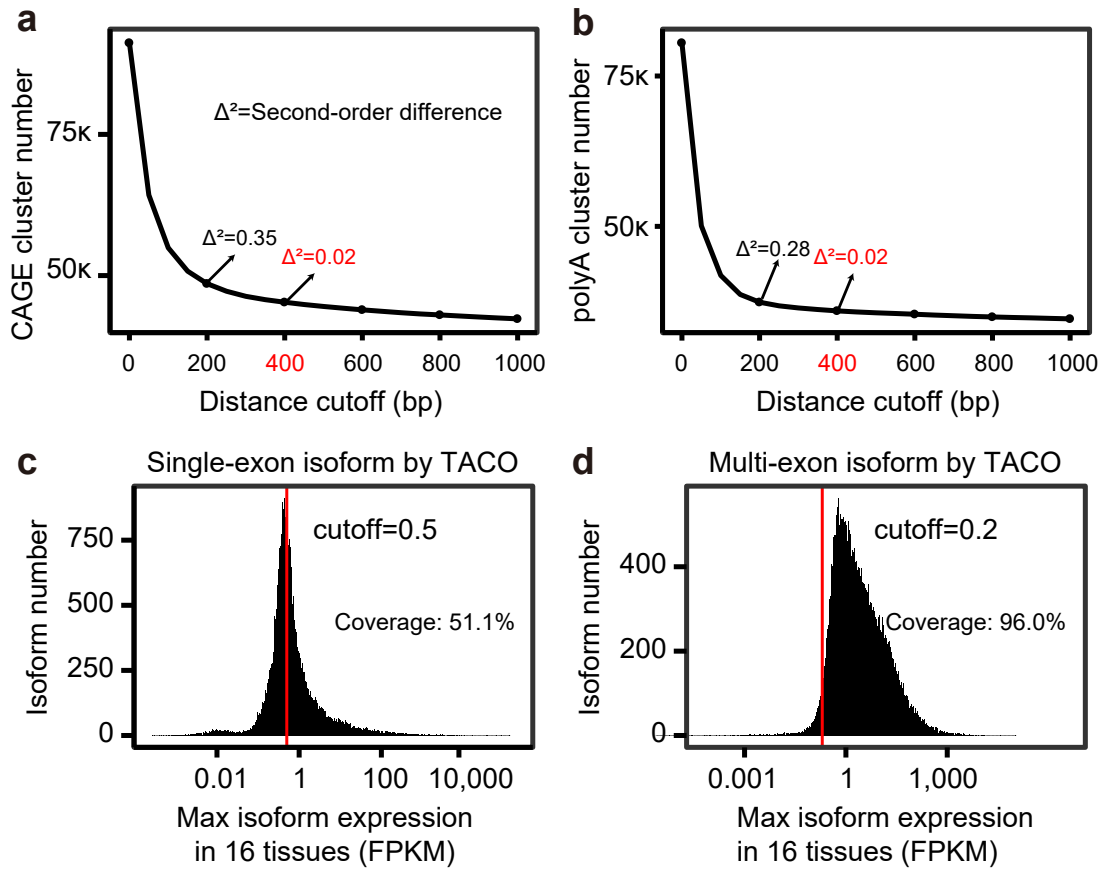 a
CAGE cluster number
75K
50K
Δ²=Second-order difference
Δ²=0.35
Δ²=0.02
0 200 400 600 800 1000
Distance cutoff (bp)
b
polyA cluster number
75K
50K
Δ²=0.28
Δ²=0.02
0 200 400 600 800 1000
Distance cutoff (bp)
c
Single-exon isoform by TACO
Isoform number
750
500
250
0
cutoff=0.5
Coverage: 51.1%
0.01 1 100 10,000
Max isoform expression
in 16 tissues (FPKM)
d
Multi-exon isoform by TACO
Isoform number
400
200
0
cutoff=0.2
Coverage: 96.0%
0.001 1 1,000
Max isoform expression
in 16 tissues (FPKM)